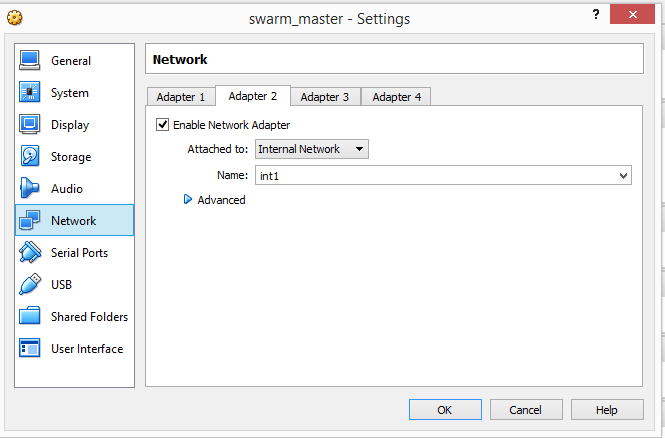 swarm_master - Settings
?
General
System
Display
Storage
Audio
Network
Serial Ports
USB
Shared Folders
User Interface
Network
Adapter 1 Adapter 2 Adapter 3 Adapter 4
Enable Network Adapter
Attached to: Internal Network
Name: int1
Advanced
OK Cancel Help